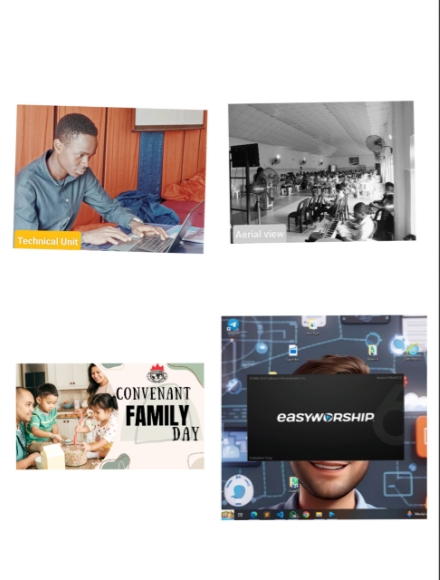 Technical Unit
Aerial view
CONVENANT
FAMILY
DAY
easyworship